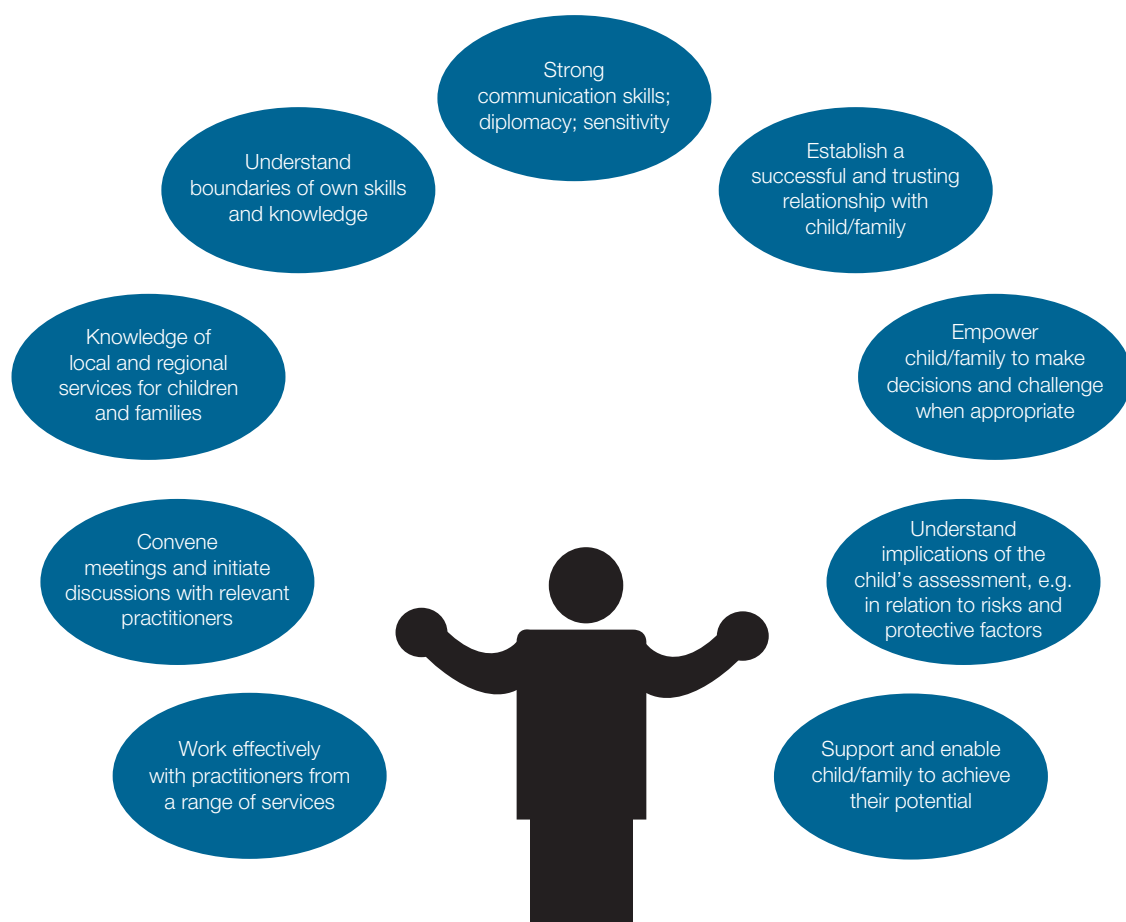 Strong
communication skills;
diplomacy; sensitivity
Understand
boundaries of own skills
and knowledge
Establish a
successful and trusting
relationship with
child/family
Knowledge of
local and regional
services for children
and families
Empower
child/family to make
decisions and challenge
when appropriate
Convene
meetings and initiate
discussions with relevant
practitioners
Understand
implications of the
child’s assessment, e.g.
in relation to risks and
protective factors
Work effectively
with practitioners from
a range of services
Support and enable
child/family to achieve
their potential